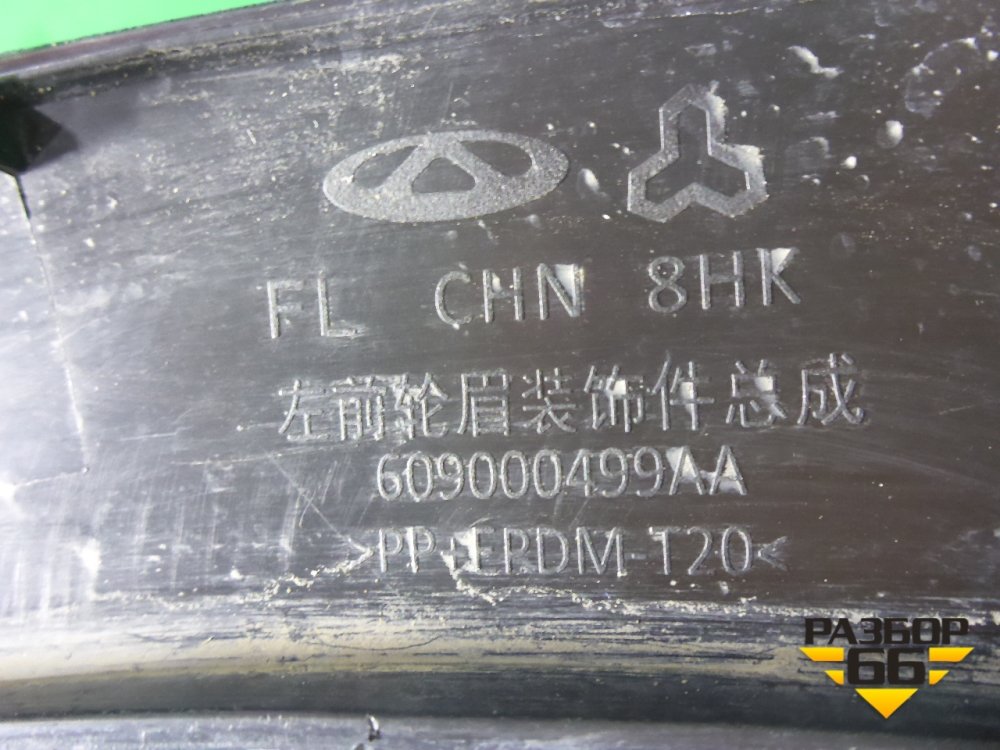 FL CHN 8HK
左前轮眉装饰件总成
609000499AA
>PP+EPDM-T20<
РАЗБОР
66